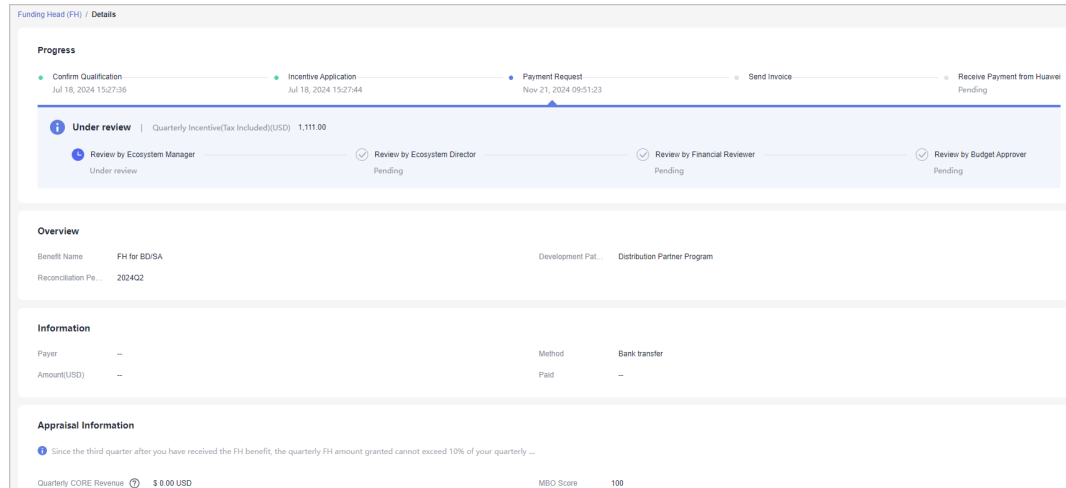 Funding Head (FH) / Details
Progress
Confirm Qualification Incentive Application Payment Request Send Invoice Receive Payment from Huawei
Jul 18, 2024 15:27:36 Jul 18, 2024 15:27:44 Nov 21, 2024 09:51:23 Pending
Under review | Quarterly Incentive(Tax Included)(USD) 1,111.00
Review by Ecosystem Manager Review by Ecosystem Director Review by Financial Reviewer Review by Budget Approver
Under review Pending Pending Pending
Overview
Benefit Name FH for BD/SA Development Pat... Distribution Partner Program
Reconciliation Pe... 2024Q2
Information
Payer -- Method Bank transfer
Amount(USD) -- Paid --
Appraisal Information
Since the third quarter after you have received the FH benefit, the quarterly FH amount granted cannot exceed 10% of your quarterly ...
Quarterly CORE Revenue ? $ 0.00 USD MBO Score 100